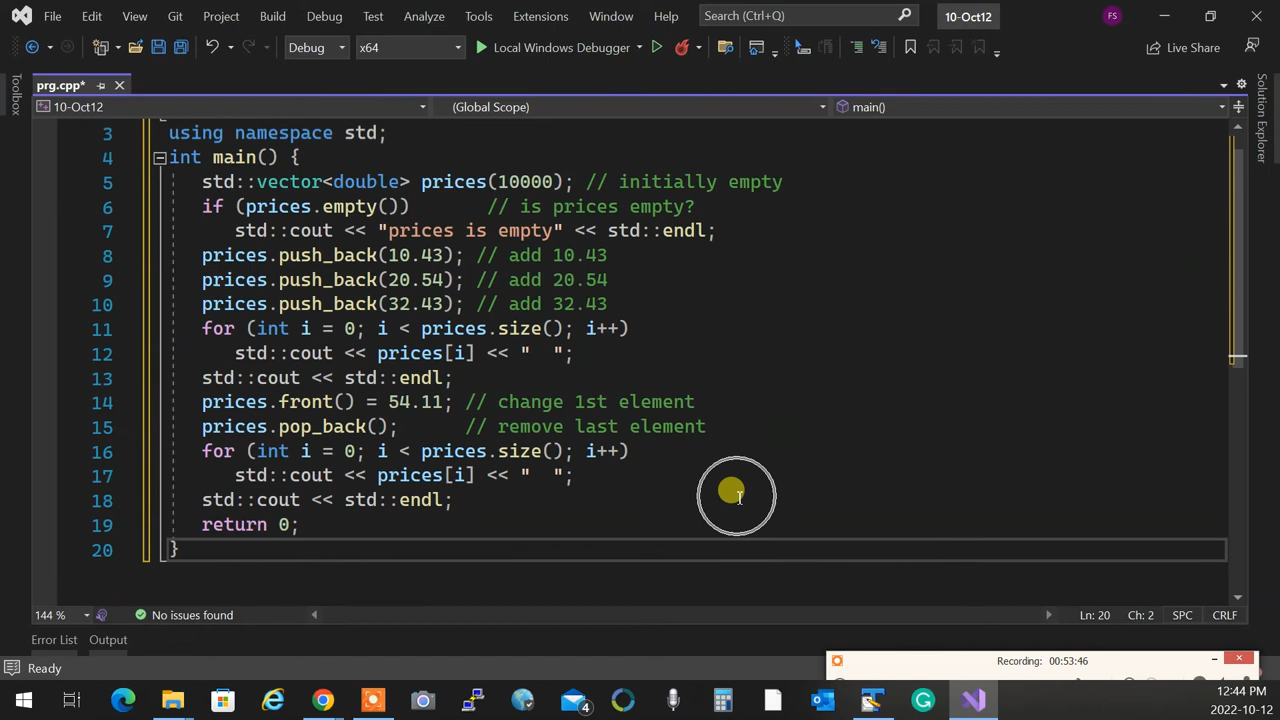 File Edit View Git Project Build Debug Test Analyze Tools Extensions Window Help Search (Ctrl+Q) 10-Oct12 FS
Debug x64 Local Windows Debugger Live Share
prg.cpp*
10-Oct12 (Global Scope) main()
Toolbox
Solution Explorer
3 using namespace std;
4 int main() {
5 std::vector<double> prices(10000); // initially empty
6 if (prices.empty()) // is prices empty?
7 std::cout << "prices is empty" << std::endl;
8 prices.push_back(10.43); // add 10.43
9 prices.push_back(20.54); // add 20.54
10 prices.push_back(32.43); // add 32.43
11 for (int i = 0; i < prices.size(); i++)
12 std::cout << prices[i] << "  ";
13 std::cout << std::endl;
14 prices.front() = 54.11; // change 1st element
15 prices.pop_back(); // remove last element
16 for (int i = 0; i < prices.size(); i++)
17 std::cout << prices[i] << "  ";
18 std::cout << std::endl;
19 return 0;
20 }
144 % No issues found Ln: 20 Ch: 2 SPC CRLF
Error List Output
Ready
Recording: 00:53:46
4
12:44 PM
2022-10-12